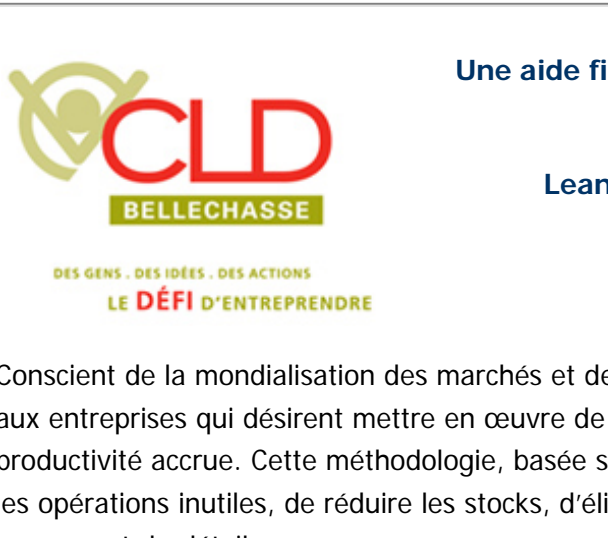 Une aide fi
CLD
Lean
BELLECHASSE
DES GENS . DES IDÉES . DES ACTIONS
LE DÉFI D'ENTREPRENDRE
Conscient de la mondialisation des marchés et de
aux entreprises qui désirent mettre en œuvre de
productivité accrue. Cette méthodologie, basée s
les opérations inutiles, de réduire les stocks, d'éli